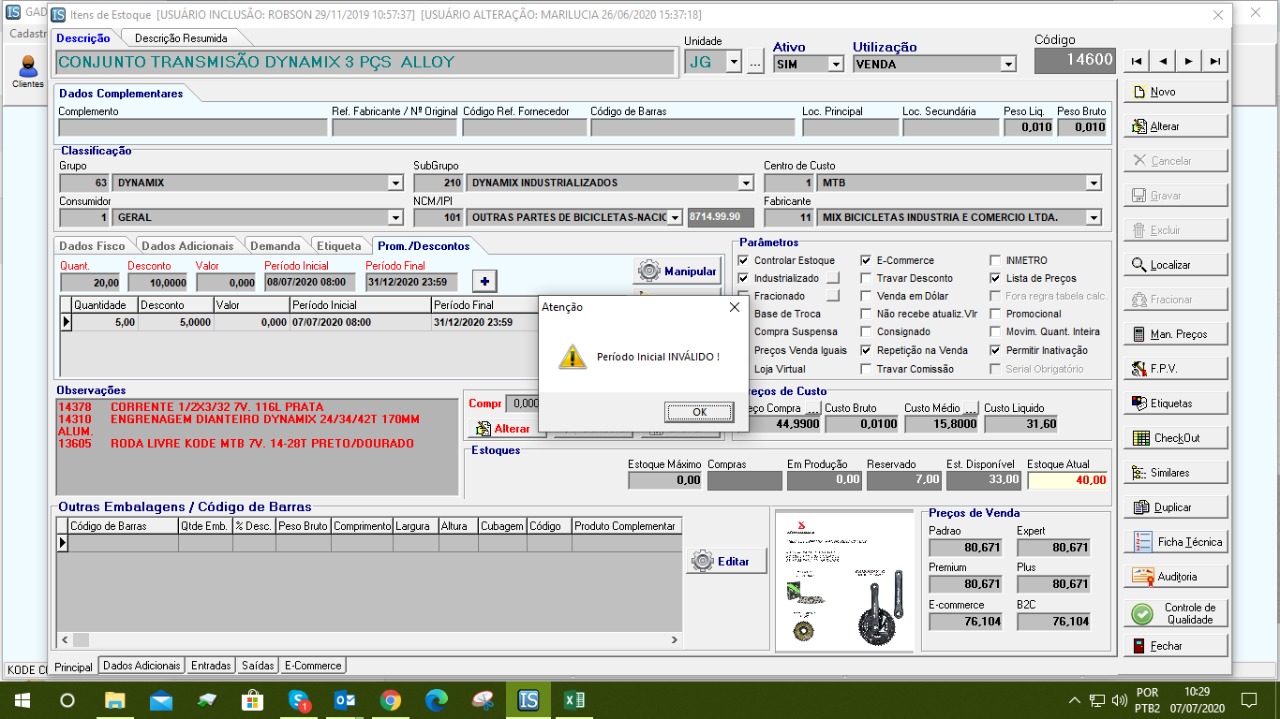 GAD
Itens de Estoque [USUÁRIO INCLUSÃO: ROBSON 29/11/2019 10:57:37] [USUÁRIO ALTERAÇÃO: MARILUCIA 26/06/2020 15:37:18]
Cadastr
Clientes
Descrição Descrição Resumida
Unidade
Ativo
Utilização
Código
CONJUNTO TRANSMISÃO DYNAMIX 3 PÇS ALLOY
JG
...
SIM
VENDA
14600
Dados Complementares
Complemento Ref. Fabricante / Nª Original Código Ref. Fornecedor Código de Barras Loc. Principal Loc. Secundária Peso Liq. Peso Bruto
0,010 0,010
Classificação
Grupo SubGrupo Centro de Custo
63 DYNAMIX 210 DYNAMIX INDUSTRIALIZADOS 1 MTB
Consumidor NCM/IPI Fabricante
1 GERAL 101 OUTRAS PARTES DE BICICLETAS-NACIC 8714.99.90 11 MIX BICICLETAS INDUSTRIA E COMERCIO LTDA.
Dados Fisco Dados Adicionais Demanda Etiqueta Prom./Descontos
Quant. Desconto Valor Período Inicial Período Final
20,00 10,0000 0,000 08/07/2020 08:00 31/12/2020 23:59 +
Manipular
Quantidade Desconto Valor Período Inicial Período Final
5,00 5,0000 0,000 07/07/2020 08:00 31/12/2020 23:59
Parâmetros
Controlar Estoque E-Commerce INMETRO
Industrializado Travar Desconto Lista de Preços
Fracionado Venda em Dólar Fora regra tabela calc.
Base de Troca Não recebe atualiz.Vlr Promocional
Compra Suspensa Consignado Movim. Quant. Inteira
Preços Venda Iguais Repetição na Venda Permitir Inativação
Loja Virtual Travar Comissão Serial Obrigatório
Atenção
Período Inicial INVÁLIDO !
OK
Observações
14378 CORRENTE 1/2X3/32 7V. 116L PRATA
14310 ENGRENAGEM DIANTEIRO DYNAMIX 24/34/42T 170MM
ALUM.
13605 RODA LIVRE KODE MTB 7V. 14-28T PRETO/DOURADO
Compr 0,000
Alterar
eços de Custo
eço Compra ... Custo Bruto Custo Médio ... Custo Liquido
44,9900 0,0100 15,8000 31,60
Estoques
Estoque Máximo Compras Em Produção Reservado Est. Disponível Estoque Atual
0,00 0,00 7,00 33,00 40,00
Outras Embalagens / Código de Barras
Código de Barras Qtde Emb. % Desc. Peso Bruto Comprimento Largura Altura Cubagem Código Produto Complementar
Editar
Preços de Venda
Padrao Expert
80,671 80,671
Premium Plus
80,671 80,671
E-commerce B2C
76,104 76,104
Novo
Alterar
Cancelar
Gravar
Excluir
Localizar
Fracionar
Man. Preços
F.P.V.
Etiquetas
CheckOut
Similares
Duplicar
Ficha Técnica
Auditoria
Controle de
Qualidade
Fechar
KODE CO
Principal Dados Adicionais Entradas Saídas E-Commerce
POR
PTB2
10:29
07/07/2020